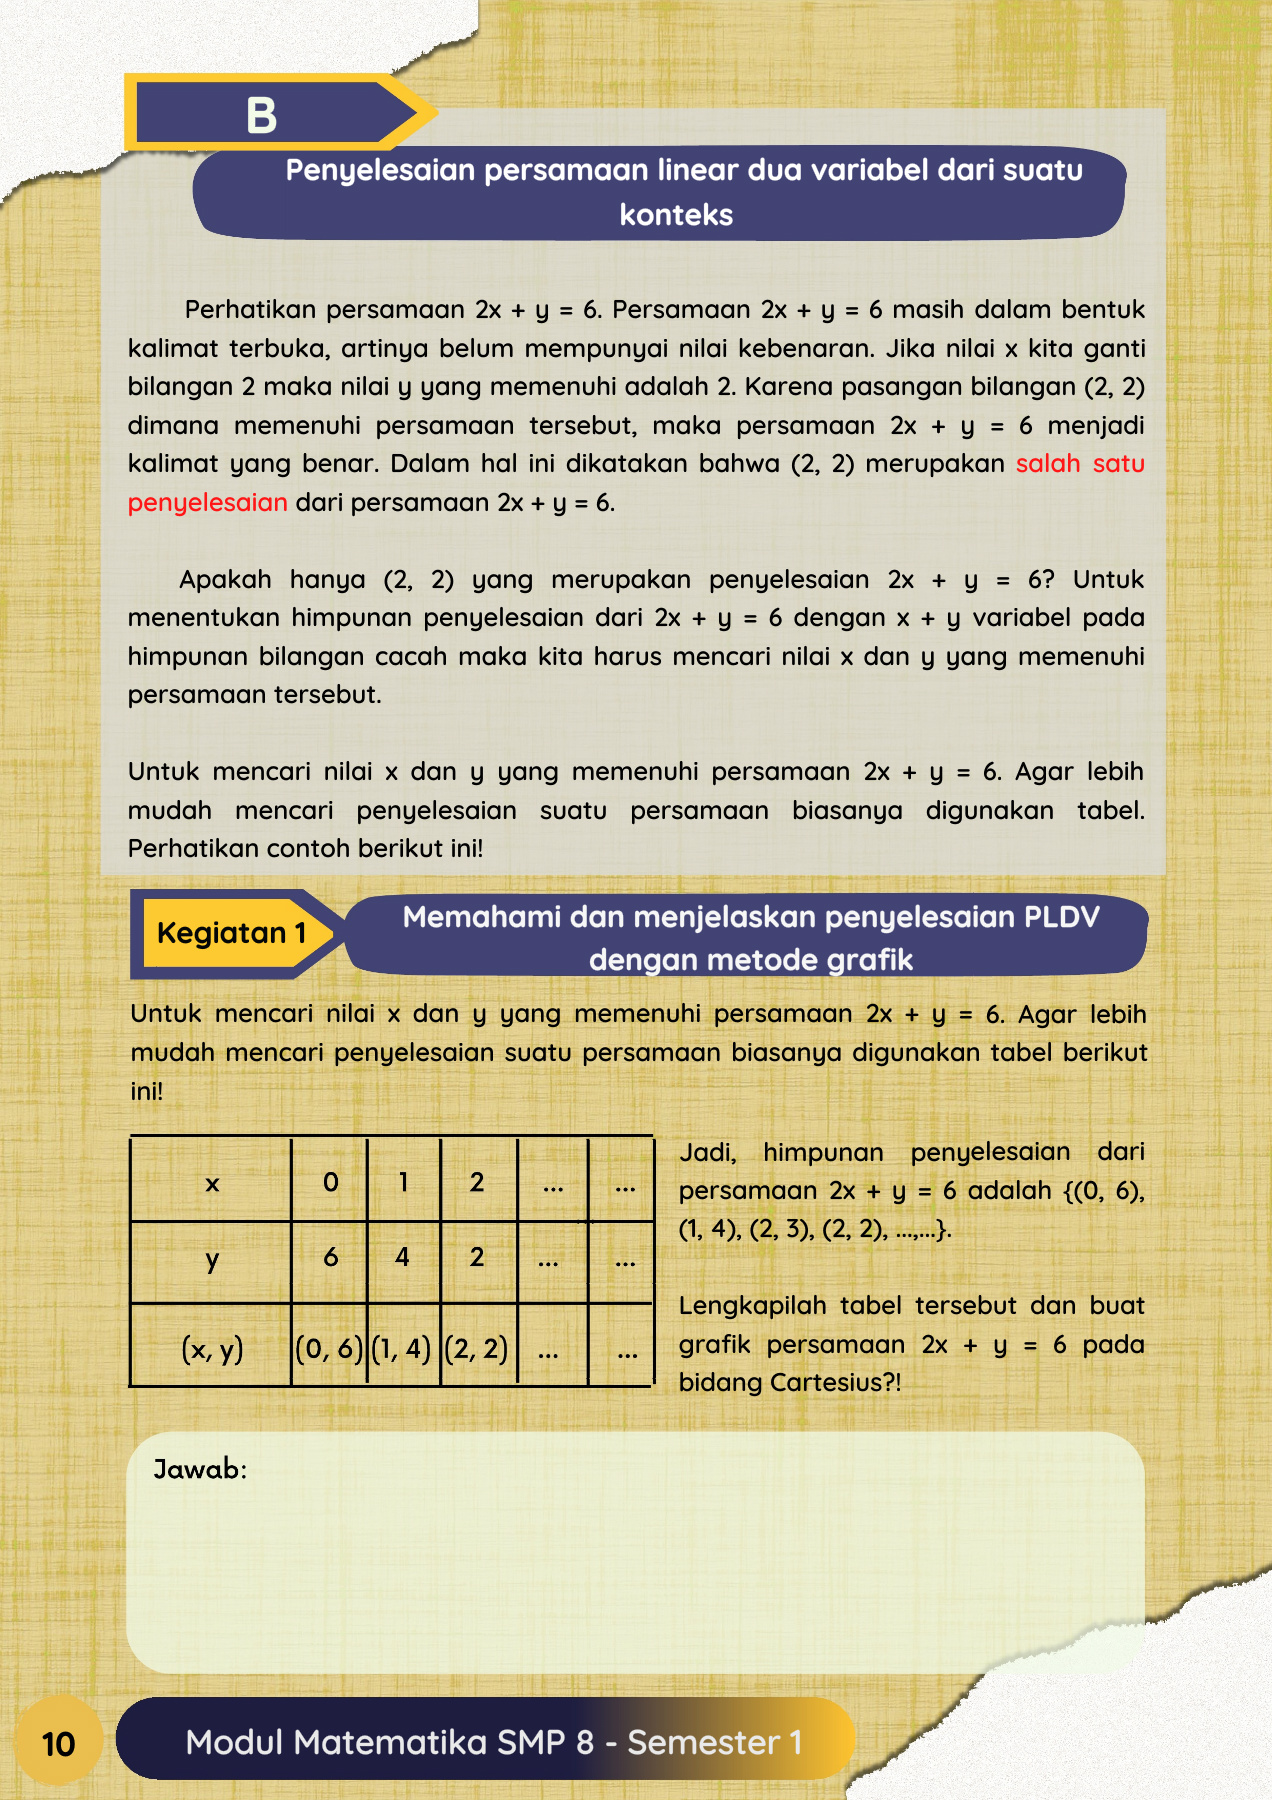 B
Penyelesaian persamaan linear dua variabel dari suatu
konteks
Perhatikan persamaan 2x + y = 6. Persamaan 2x + y = 6 masih dalam bentuk
kalimat terbuka, artinya belum mempunyai nilai kebenaran. Jika nilai x kita ganti
bilangan 2 maka nilai y yang memenuhi adalah 2. Karena pasangan bilangan (2, 2)
dimana memenuhi persamaan tersebut, maka persamaan 2x + y = 6 menjadi
kalimat yang benar. Dalam hal ini dikatakan bahwa (2, 2) merupakan salah satu
penyelesaian dari persamaan 2x + y = 6.
Apakah hanya (2, 2) yang merupakan penyelesaian 2x + y = 6? Untuk
menentukan himpunan penyelesaian dari 2x + y = 6 dengan x + y variabel pada
himpunan bilangan cacah maka kita harus mencari nilai x dan y yang memenuhi
persamaan tersebut.
Untuk mencari nilai x dan y yang memenuhi persamaan 2x + y = 6. Agar lebih
mudah mencari penyelesaian suatu persamaan biasanya digunakan tabel.
Perhatikan contoh berikut ini!
Kegiatan 1
Memahami dan menjelaskan penyelesaian PLDV
dengan metode grafik
Untuk mencari nilai x dan y yang memenuhi persamaan 2x + y = 6. Agar lebih
mudah mencari penyelesaian suatu persamaan biasanya digunakan tabel berikut
ini!
x 0 1 2 ... ...
y 6 4 2 ... ...
(x, y) (0, 6) (1, 4) (2, 2) ... ...
Jadi, himpunan penyelesaian dari
persamaan 2x + y = 6 adalah {(0, 6),
(1, 4), (2, 3), (2, 2), ...,...}.
Lengkapilah tabel tersebut dan buat
grafik persamaan 2x + y = 6 pada
bidang Cartesius?!
Jawab:
10
Modul Matematika SMP 8 - Semester 1